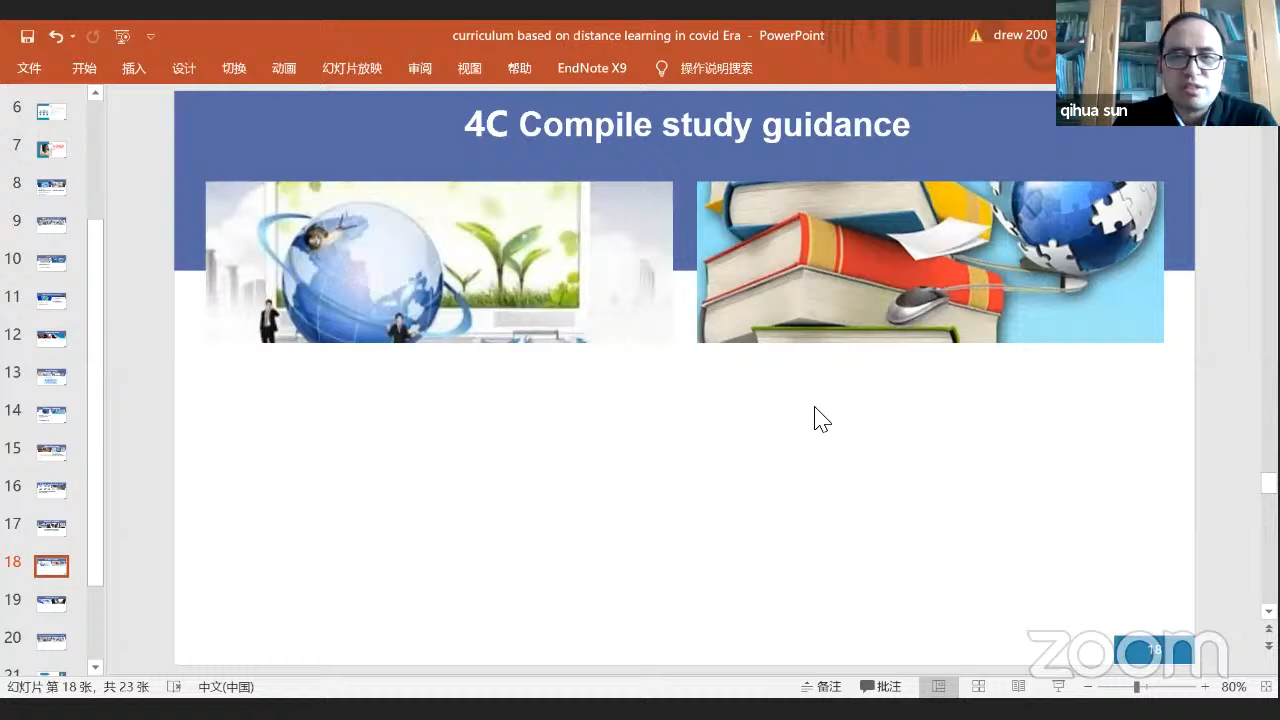 curriculum based on distance learning in covid Era - PowerPoint
drew 200
文件 开始 插入 设计 切换 动画 幻灯片放映 审阅 视图 帮助 EndNote X9 操作说明搜索
qihua sun
4C Compile study guidance
6
7
8
9
10
11
12
13
14
15
16
17
18
19
20
21
18
zoom
幻灯片 第 18 张，共 23 张 中文(中国) 备注 批注 80%